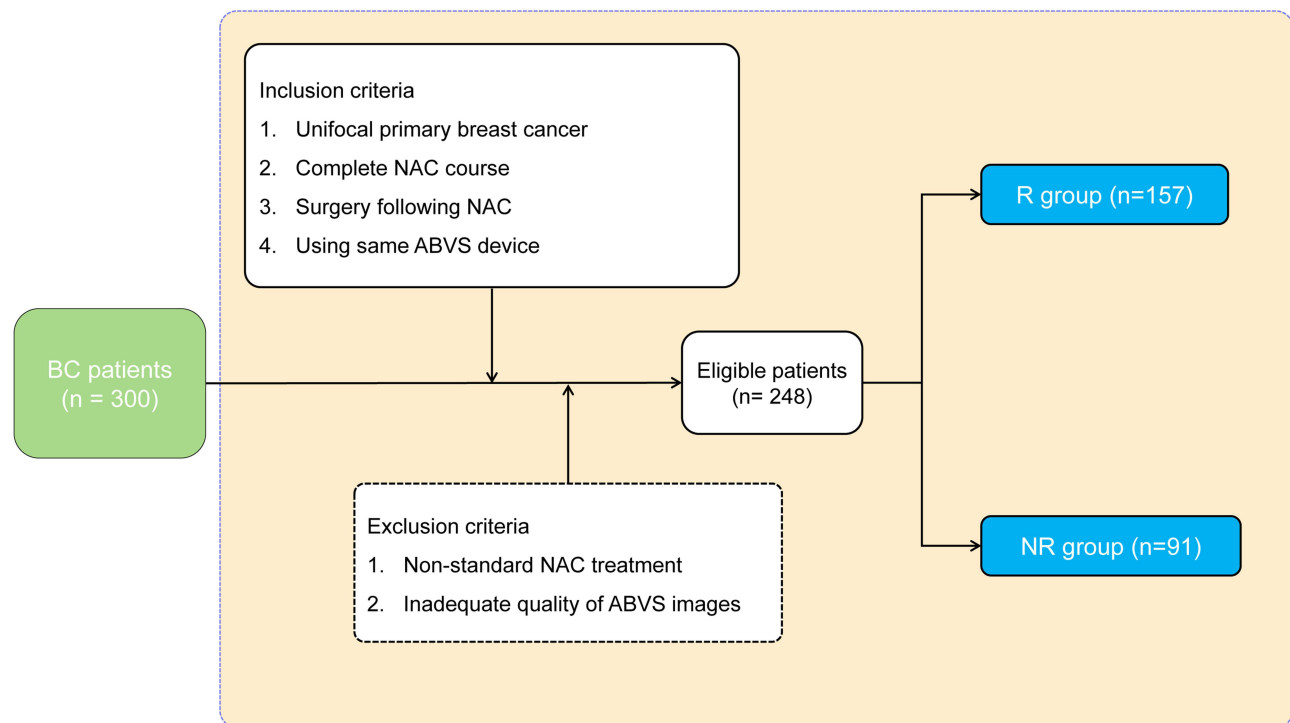 Inclusion criteria
1. Unifocal primary breast cancer
2. Complete NAC course
3. Surgery following NAC
4. Using same ABVS device
BC patients
(n = 300)
Eligible patients
(n= 248)
R group (n=157)
NR group (n=91)
Exclusion criteria
1. Non-standard NAC treatment
2. Inadequate quality of ABVS images